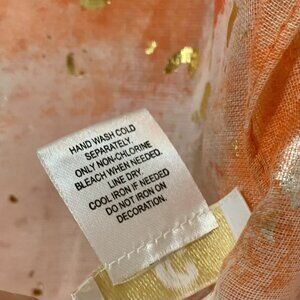 HAND WASH COLD
SEPARATELY.
ONLY NON-CHLORINE
BLEACH WHEN NEEDED.
LINE DRY.
COOL IRON IF NEEDED
DO NOT IRON ON
DECORATION.